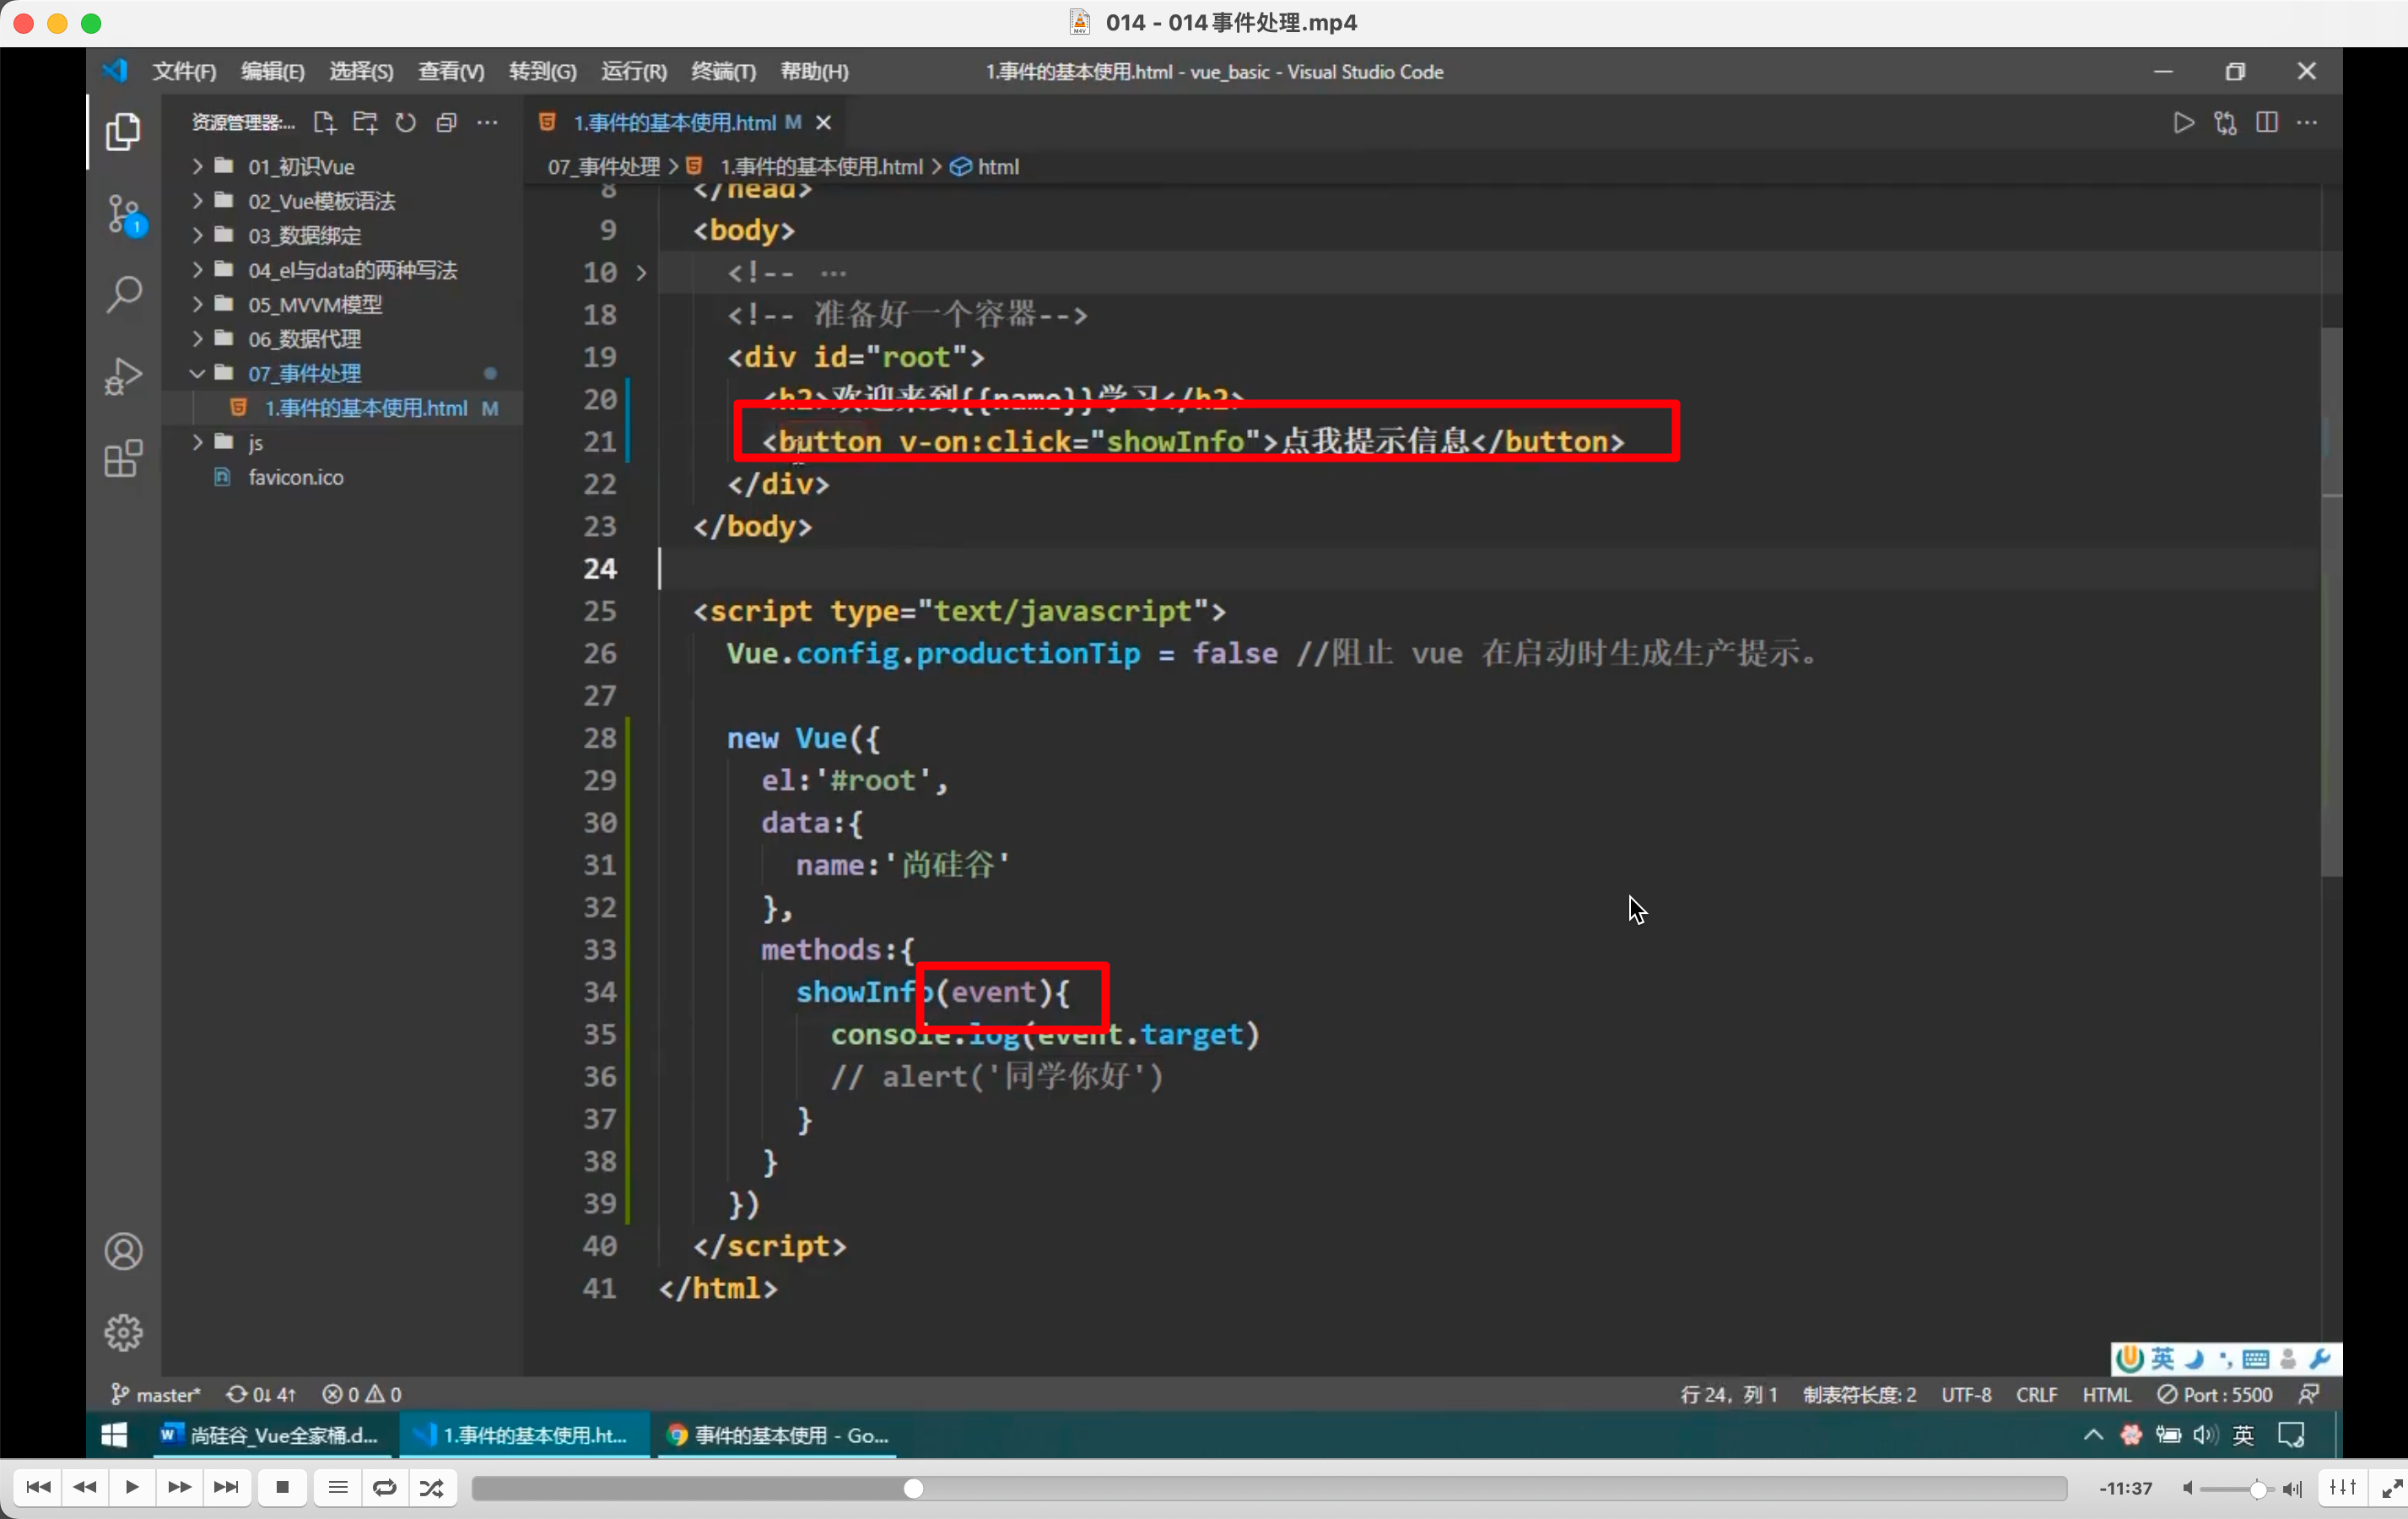 014 - 014事件处理.mp4
文件(F) 编辑(E) 选择(S) 查看(V) 转到(G) 运行(R) 终端(T) 帮助(H)
1.事件的基本使用.html - vue_basic - Visual Studio Code
资源管理器:...
01_初识Vue
02_Vue模板语法
03_数据绑定
04_el与data的两种写法
05_MVVM模型
06_数据代理
07_事件处理
1.事件的基本使用.html M
js
favicon.ico
1
1.事件的基本使用.html M
07_事件处理 > 1.事件的基本使用.html > html
8 </head>
9 <body>
10 <!-- ...
18 <!-- 准备好一个容器-->
19 <div id="root">
20 <h2>欢迎来到{{name}}学习</h2>
21 <button v-on:click="showInfo">点我提示信息</button>
22 </div>
23 </body>
24
25 <script type="text/javascript">
26 Vue.config.productionTip = false //阻止 vue 在启动时生成生产提示。
27
28 new Vue({
29 el:'#root',
30 data:{
31 name:'尚硅谷'
32 },
33 methods:{
34 showInfo(event){
35 console.log(event.target)
36 // alert('同学你好')
37 }
38 }
39 })
40 </script>
41 </html>
英
master* 0↓ 4↑ 0 0
行 24，列 1 制表符长度: 2 UTF-8 CRLF HTML Port : 5500
尚硅谷_Vue全家桶.d...
1.事件的基本使用.ht...
事件的基本使用 - Go...
英
-11:37